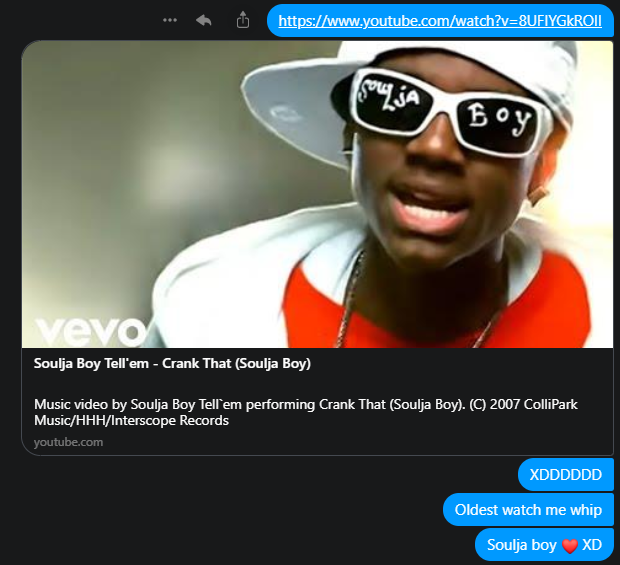 https://www.youtube.com/watch?v=8UFIYGkROII
Soulja Boy
vevo
Soulja Boy Tell'em - Crank That (Soulja Boy)
Music video by Soulja Boy Tell`em performing Crank That (Soulja Boy). (C) 2007 ColliPark
Music/HHH/Interscope Records
youtube.com
XDDDDDD
Oldest watch me whip
Soulja boy ❤️ XD